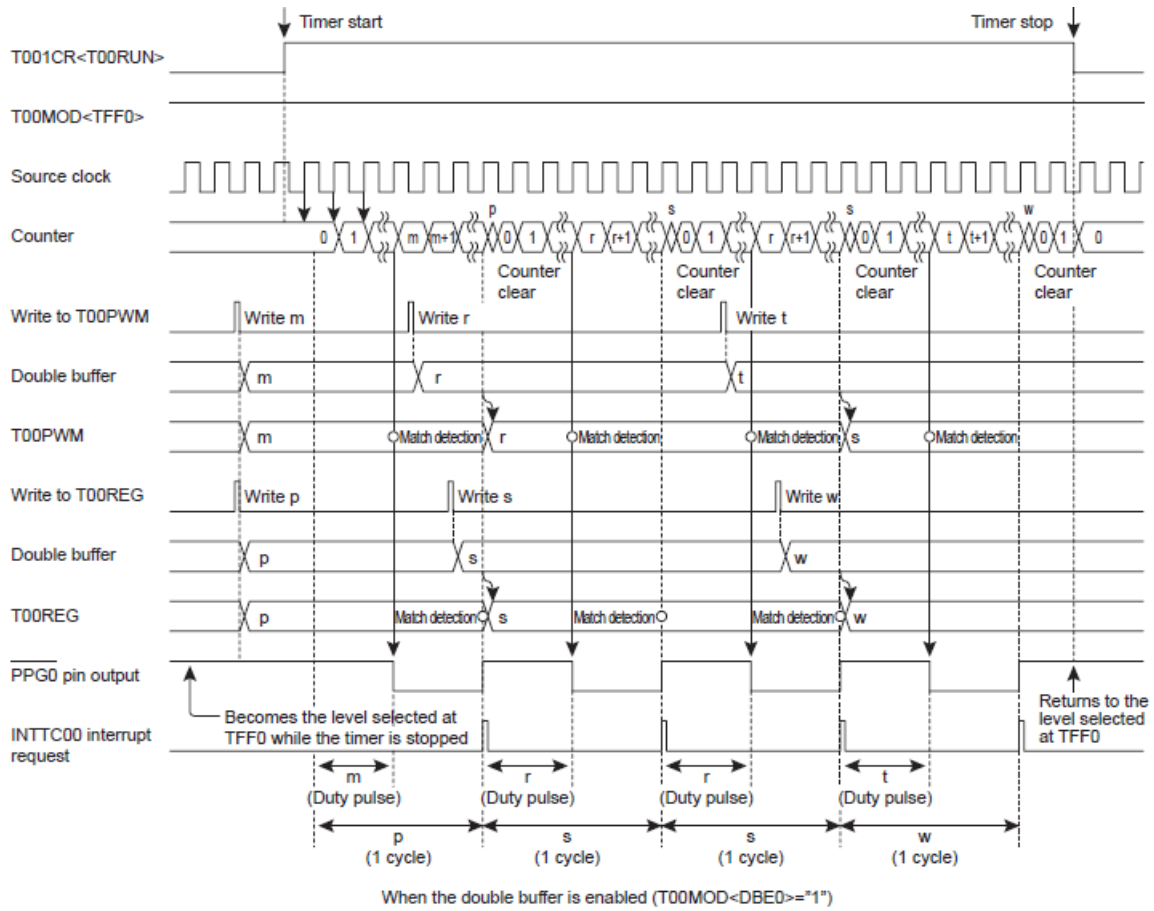 Timer start
Timer stop
T001CR<T00RUN>
T00MOD<TFF0>
Source clock
p s s w
Counter 0 1 m m+1 0 1 r r+1 0 1 r r+1 0 1 t t+1 0 1 0
Counter clear Counter clear Counter clear Counter clear
Write to T00PWM Write m Write r Write t
Double buffer m r t
T00PWM m Match detection r Match detection Match detection s Match detection
Write to T00REG Write p Write s Write w
Double buffer p s w
T00REG p Match detection s Match detection Match detection w
PPG0 pin output
Becomes the level selected at
TFF0 while the timer is stopped
Returns to the
level selected
at TFF0
INTTC00 interrupt
request
m r r t
(Duty pulse) (Duty pulse) (Duty pulse) (Duty pulse)
p s s w
(1 cycle) (1 cycle) (1 cycle) (1 cycle)
When the double buffer is enabled (T00MOD<DBE0>="1")